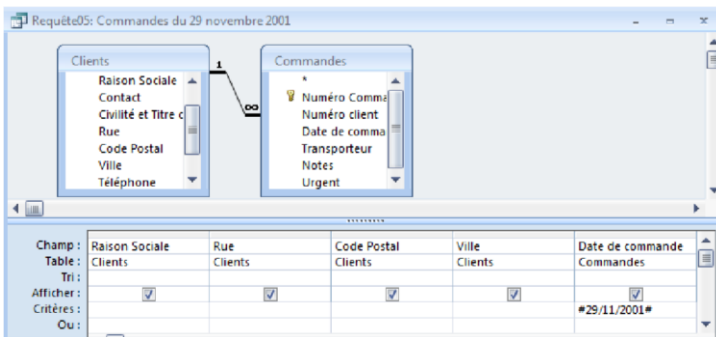 Requête05: Commandes du 29 novembre 2001
Clients
Raison Sociale
Contact
Civilité et Titre c
Rue
Code Postal
Ville
Téléphone
1
∞
Commandes
*
Numéro Comma
Numéro client
Date de comma
Transporteur
Notes
Urgent
Champ : Raison Sociale Rue Code Postal Ville Date de commande
Table : Clients Clients Clients Clients Commandes
Tri :
Afficher :
Critères : #29/11/2001#
Ou :